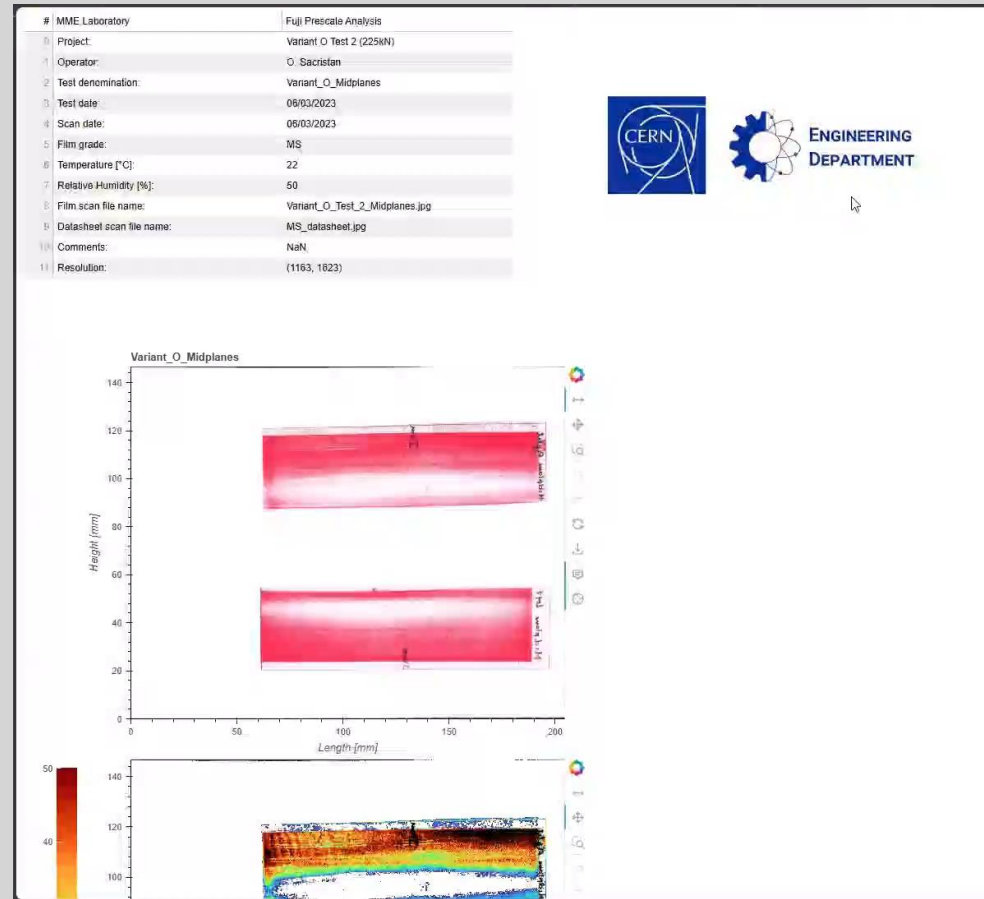 # MME Laboratory Fuji Prescale Analysis
0 Project: Variant O Test 2 (225kN)
1 Operator: O. Sacristan
2 Test denomination: Variant_O_Midplanes
3 Test date: 06/03/2023
4 Scan date: 06/03/2023
5 Film grade: MS
6 Temperature [°C]: 22
7 Relative Humidity [%]: 50
8 Film scan file name: Variant_O_Test_2_Midplanes.jpg
9 Datasheet scan file name: MS_datasheet.jpg
10 Comments: NaN
11 Resolution: (1163, 1823)
CERN
ENGINEERING
DEPARTMENT
Variant_O_Midplanes
140
120
100
80
60
40
20
0
Height [mm]
0 50 100 150 200
Length [mm]
50
40
140
120
100